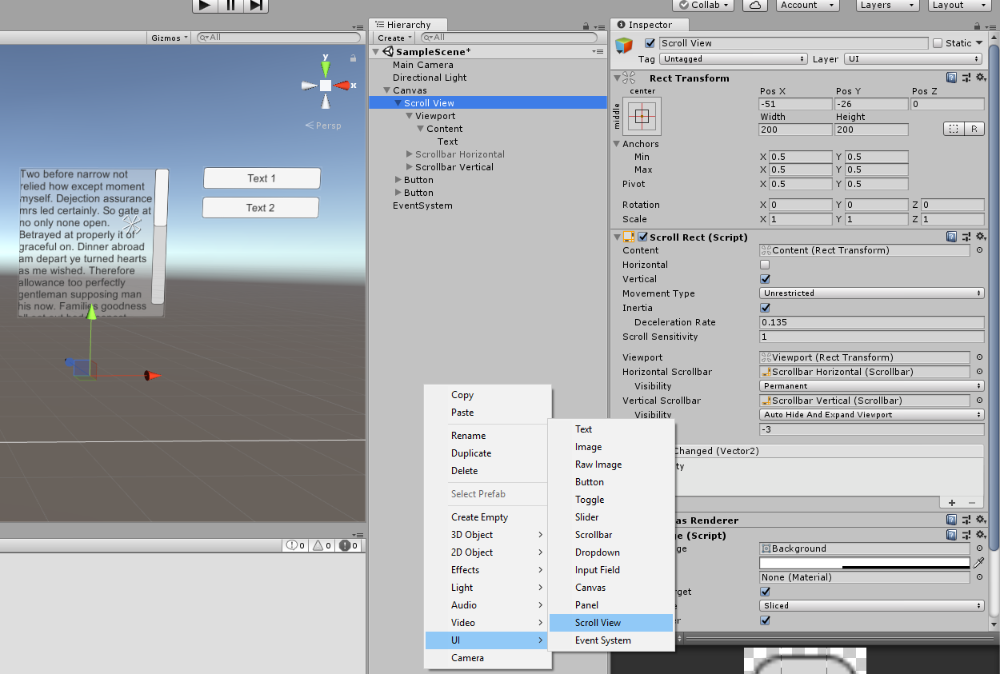 Collab
Account
Layers
Layout
Gizmos
All
y
x
Persp
Two before narrow not
relied how except moment
myself. Dejection assurance
mrs led certainly. So gate at
no only none open.
Betrayed at properly it of
graceful on. Dinner abroad
am depart ye turned hearts
as me wished. Therefore
allowance too perfectly
gentleman supposing man
his now. Families goodness
Text 1
Text 2
0 0 0
Hierarchy
Create All
SampleScene*
Main Camera
Directional Light
Canvas
Scroll View
Viewport
Content
Text
Scrollbar Horizontal
Scrollbar Vertical
Button
Button
EventSystem
Copy
Paste
Rename
Duplicate
Delete
Select Prefab
Create Empty
3D Object
2D Object
Effects
Light
Audio
Video
UI
Camera
Text
Image
Raw Image
Button
Toggle
Slider
Scrollbar
Dropdown
Input Field
Canvas
Panel
Scroll View
Event System
Inspector
Scroll View Static
Tag Untagged Layer UI
Rect Transform
center
middle
Pos X Pos Y Pos Z
-51 -26 0
Width Height
200 200
R
Anchors
Min X 0.5 Y 0.5
Max X 0.5 Y 0.5
Pivot X 0.5 Y 0.5
Rotation X 0 Y 0 Z 0
Scale X 1 Y 1 Z 1
Scroll Rect (Script)
Content Content (Rect Transform)
Horizontal
Vertical
Movement Type Unrestricted
Inertia
Deceleration Rate 0.135
Scroll Sensitivity 1
Viewport Viewport (Rect Transform)
Horizontal Scrollbar Scrollbar Horizontal (Scrollbar)
Visibility Permanent
Vertical Scrollbar Scrollbar Vertical (Scrollbar)
Visibility Auto Hide And Expand Viewport
-3
Changed (Vector2)
ty
as Renderer
ge (Script)
ge Background
None (Material)
rget
e Sliced
er